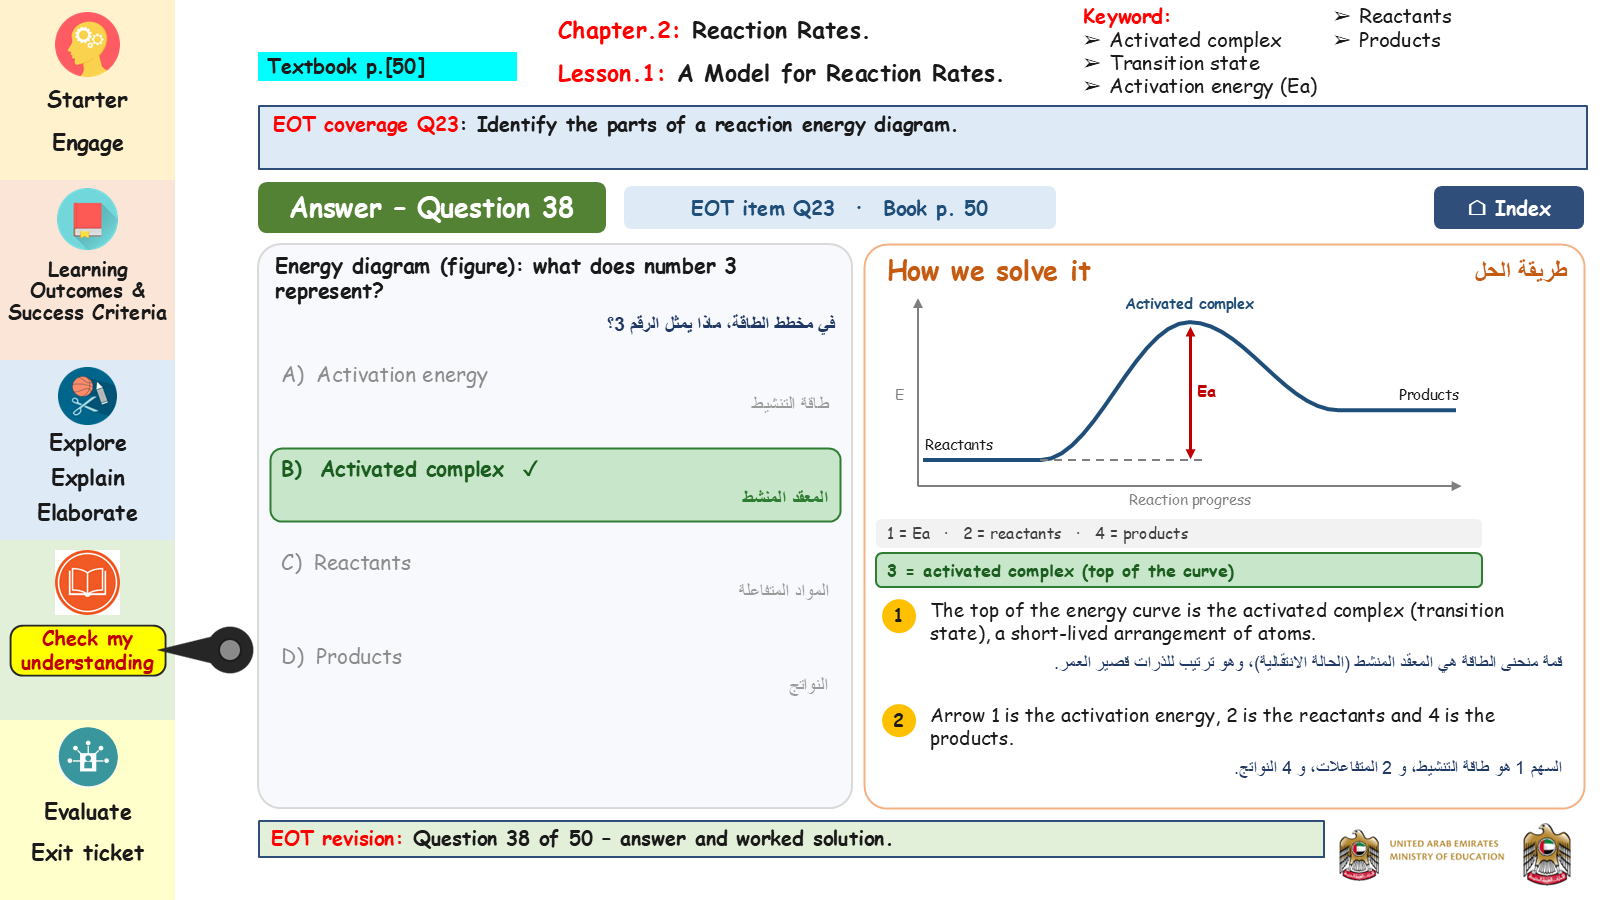 Starter
Engage
Learning
Outcomes &
Success Criteria
Explore
Explain
Elaborate
Check my
understanding
Evaluate
Exit ticket
Textbook p.[50]
Chapter.2: Reaction Rates.
Lesson.1: A Model for Reaction Rates.
Keyword:
➢ Activated complex
➢ Transition state
➢ Activation energy (Ea)
➢ Reactants
➢ Products
EOT coverage Q23: Identify the parts of a reaction energy diagram.
Answer – Question 38
EOT item Q23 · Book p. 50
Index
Energy diagram (figure): what does number 3
represent?
في مخطط الطاقة، ماذا يمثل الرقم 3؟
A) Activation energy
طاقة التنشيط
B) Activated complex ✓
المعقد المنشط
C) Reactants
المواد المتفاعلة
D) Products
النواتج
How we solve it
طريقة الحل
Activated complex
E
Ea
Products
Reactants
Reaction progress
1 = Ea · 2 = reactants · 4 = products
3 = activated complex (top of the curve)
1
The top of the energy curve is the activated complex (transition
state), a short-lived arrangement of atoms.
قمة منحنى الطاقة هي المعقد المنشط (الحالة الانتقالية)، وهو ترتيب للذرات قصير العمر.
2
Arrow 1 is the activation energy, 2 is the reactants and 4 is the
products.
السهم 1 هو طاقة التنشيط، و 2 المتفاعلات، و 4 النواتج.
EOT revision: Question 38 of 50 – answer and worked solution.
UNITED ARAB EMIRATES
MINISTRY OF EDUCATION